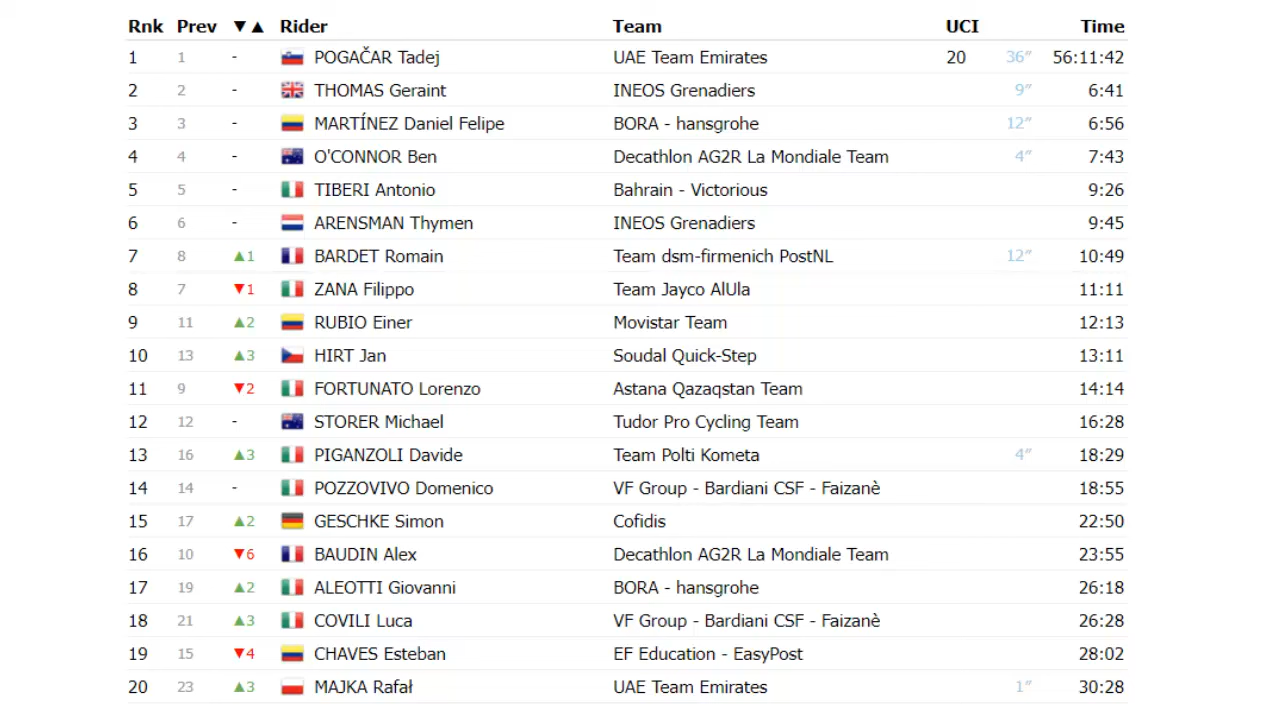 Rnk Prev ▼▲ Rider Team UCI Time
1 1 - POGAČAR Tadej UAE Team Emirates 20 36″ 56:11:42
2 2 - THOMAS Geraint INEOS Grenadiers 9″ 6:41
3 3 - MARTÍNEZ Daniel Felipe BORA - hansgrohe 12″ 6:56
4 4 - O'CONNOR Ben Decathlon AG2R La Mondiale Team 4″ 7:43
5 5 - TIBERI Antonio Bahrain - Victorious 9:26
6 6 - ARENSMAN Thymen INEOS Grenadiers 9:45
7 8 ▲1 BARDET Romain Team dsm-firmenich PostNL 12″ 10:49
8 7 ▼1 ZANA Filippo Team Jayco AlUla 11:11
9 11 ▲2 RUBIO Einer Movistar Team 12:13
10 13 ▲3 HIRT Jan Soudal Quick-Step 13:11
11 9 ▼2 FORTUNATO Lorenzo Astana Qazaqstan Team 14:14
12 12 - STORER Michael Tudor Pro Cycling Team 16:28
13 16 ▲3 PIGANZOLI Davide Team Polti Kometa 4″ 18:29
14 14 - POZZOVIVO Domenico VF Group - Bardiani CSF - Faizanè 18:55
15 17 ▲2 GESCHKE Simon Cofidis 22:50
16 10 ▼6 BAUDIN Alex Decathlon AG2R La Mondiale Team 23:55
17 19 ▲2 ALEOTTI Giovanni BORA - hansgrohe 26:18
18 21 ▲3 COVILI Luca VF Group - Bardiani CSF - Faizanè 26:28
19 15 ▼4 CHAVES Esteban EF Education - EasyPost 28:02
20 23 ▲3 MAJKA Rafał UAE Team Emirates 1″ 30:28